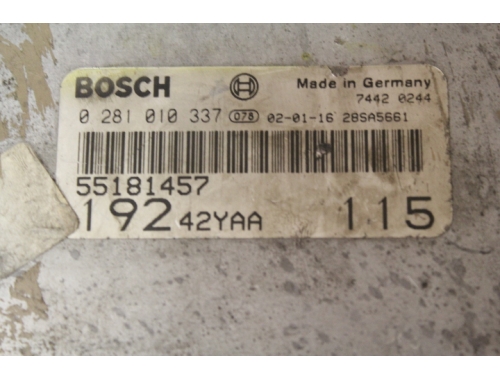 BOSCH Made in Germany
7442 0244
0 281 010 337 078 02-01-16 28SA5661
55181457
192 42YAA 115